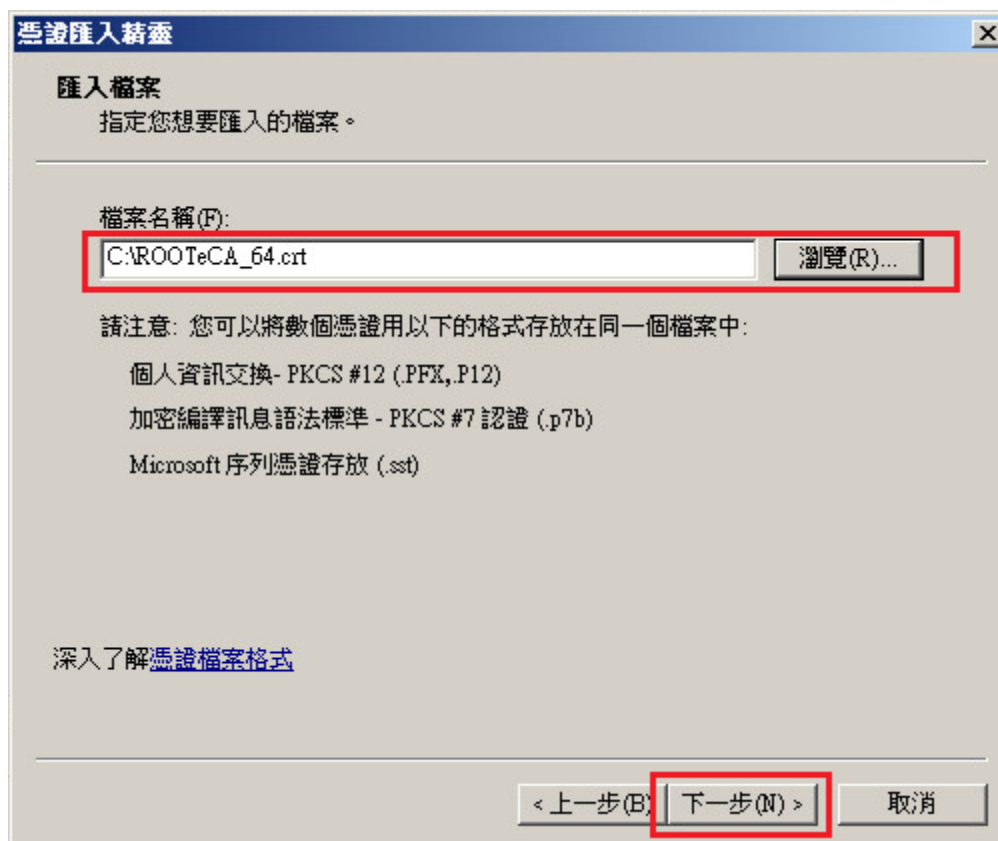 憑證匯入精靈
匯入檔案
指定您想要匯入的檔案。
檔案名稱(F):
C:\ROOTeCA_64.crt
瀏覽(R)...
請注意: 您可以將數個憑證用以下的格式存放在同一個檔案中:
個人資訊交換- PKCS #12 (.PFX,.P12)
加密編譯訊息語法標準 - PKCS #7 認證 (.p7b)
Microsoft 序列憑證存放 (.sst)
深入了解憑證檔案格式
< 上一步(B) 下一步(N) > 取消